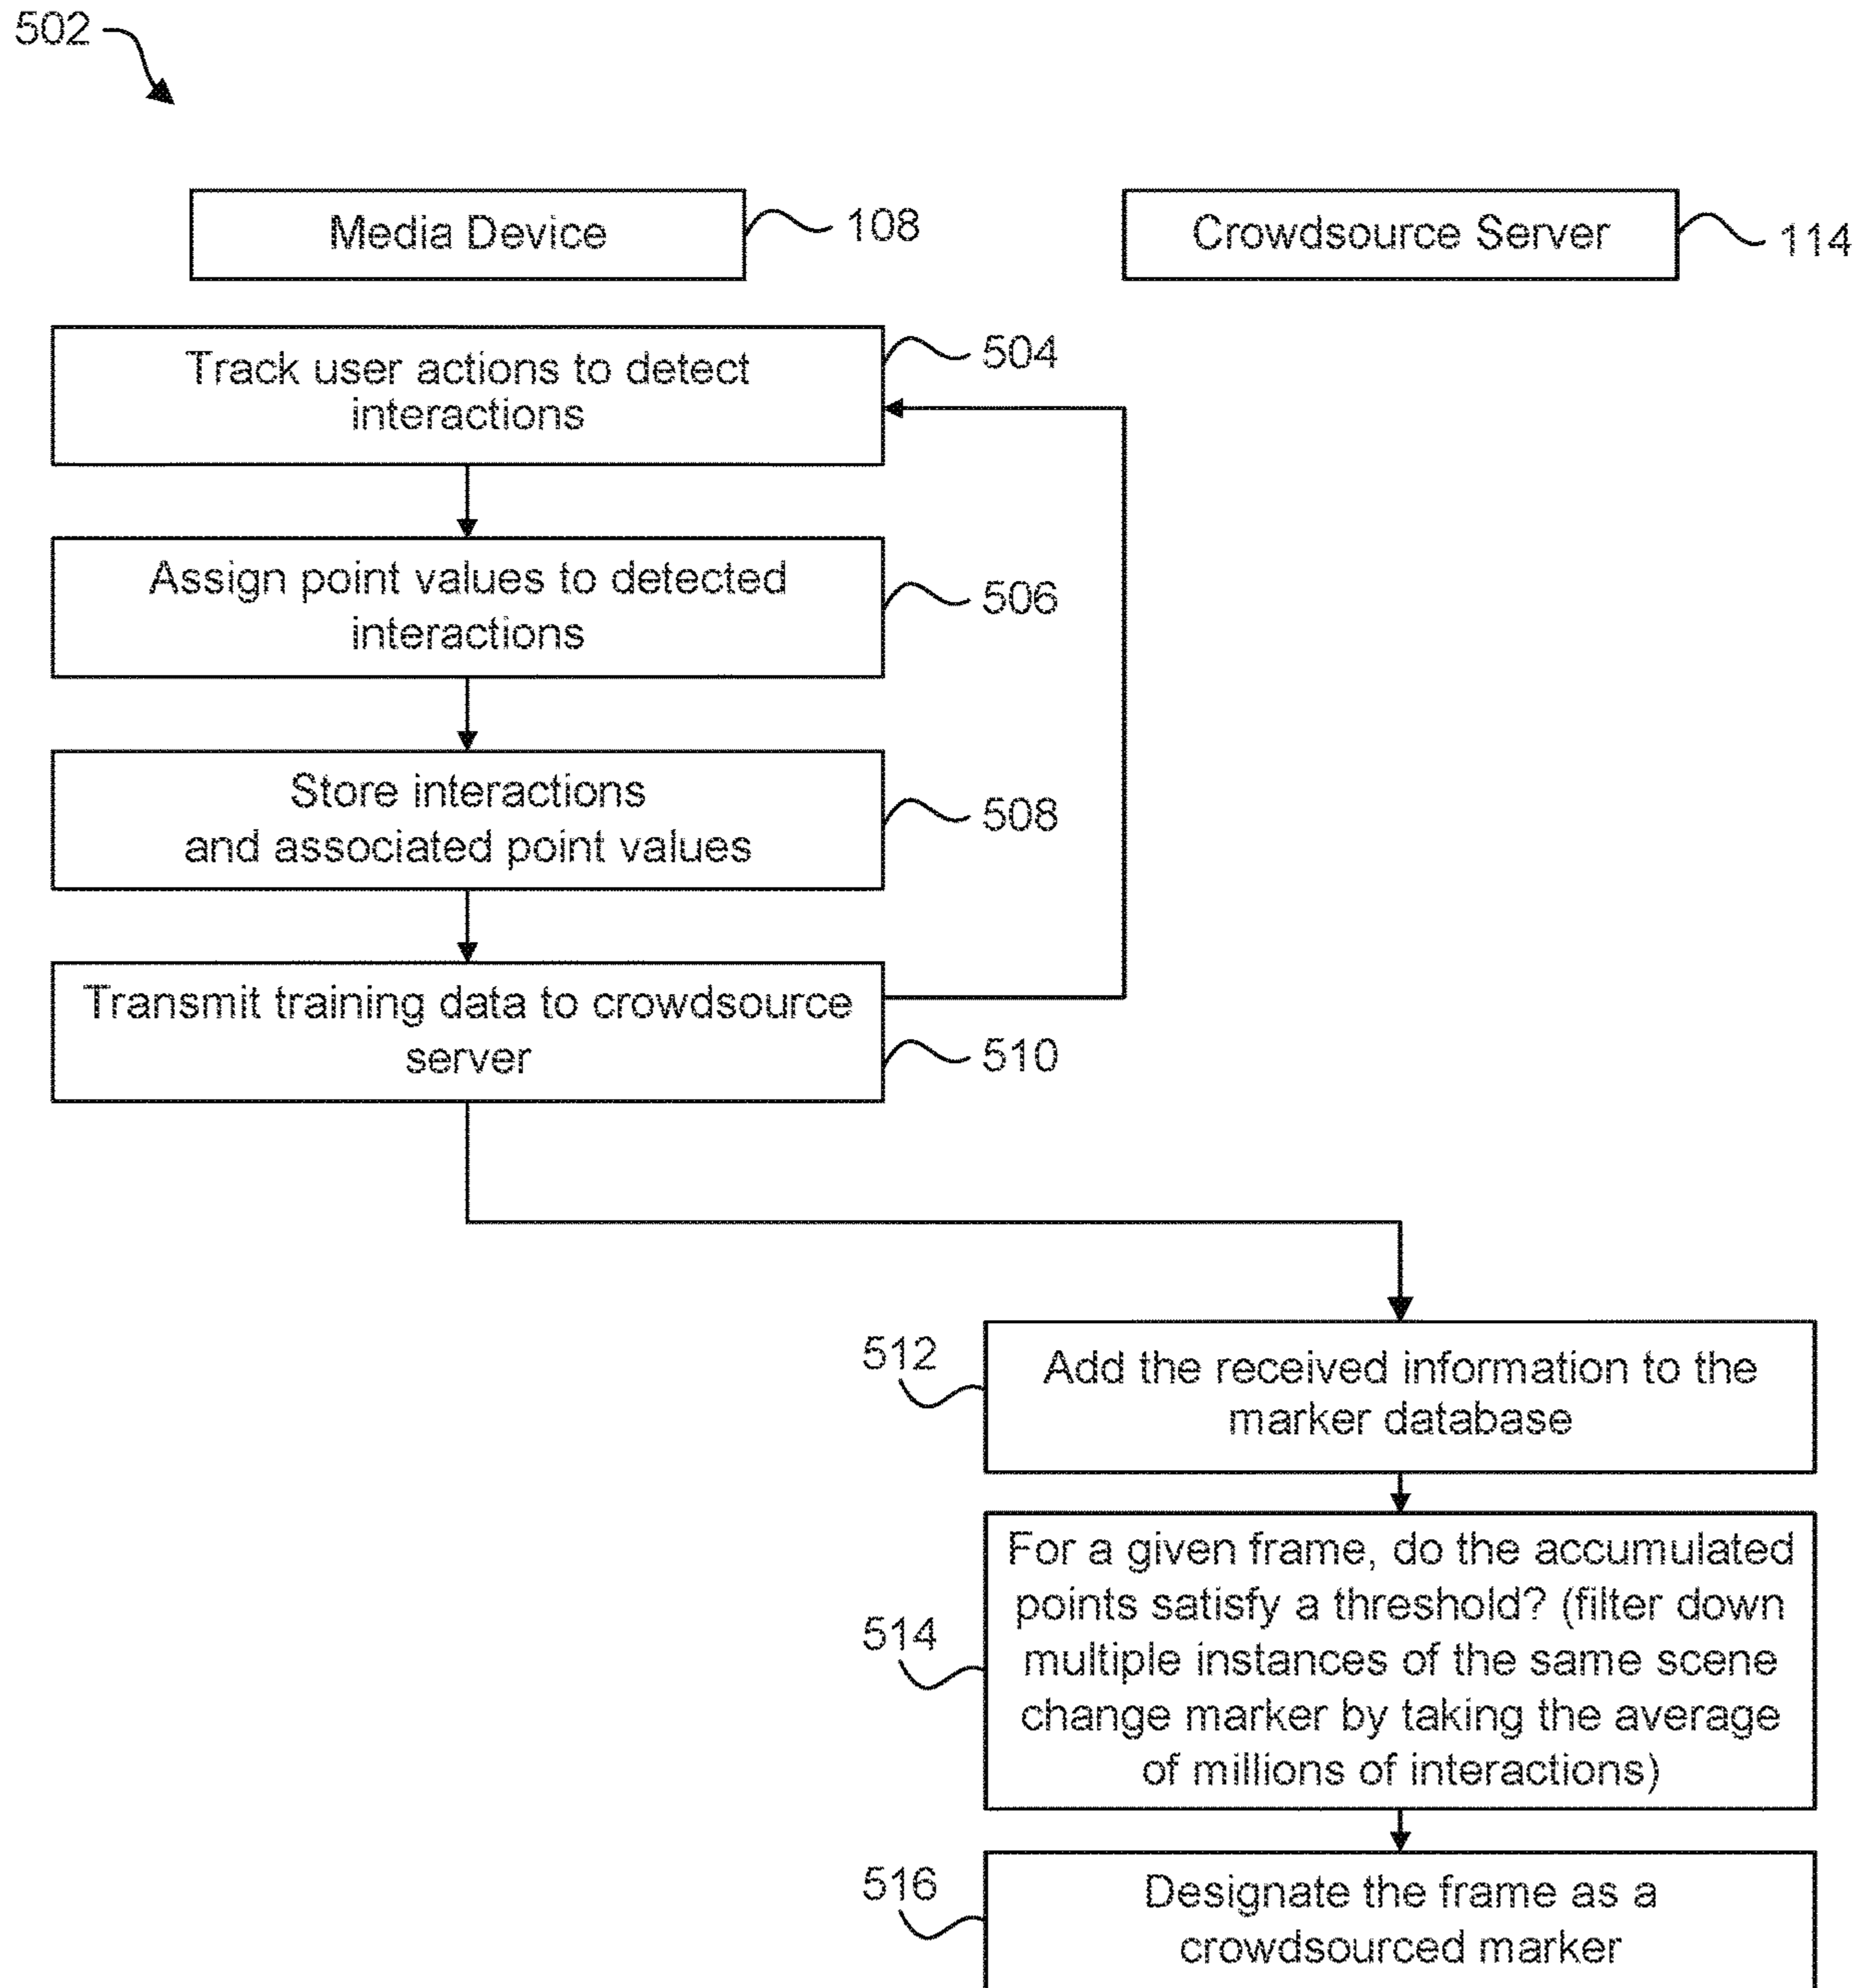 502
Media Device
108
Crowdsource Server
114
Track user actions to detect
interactions
504
Assign point values to detected
interactions
506
Store interactions
and associated point values
508
Transmit training data to crowdsource
server
510
512
Add the received information to the
marker database
514
For a given frame, do the accumulated
points satisfy a threshold? (filter down
multiple instances of the same scene
change marker by taking the average
of millions of interactions)
516
Designate the frame as a
crowdsourced marker